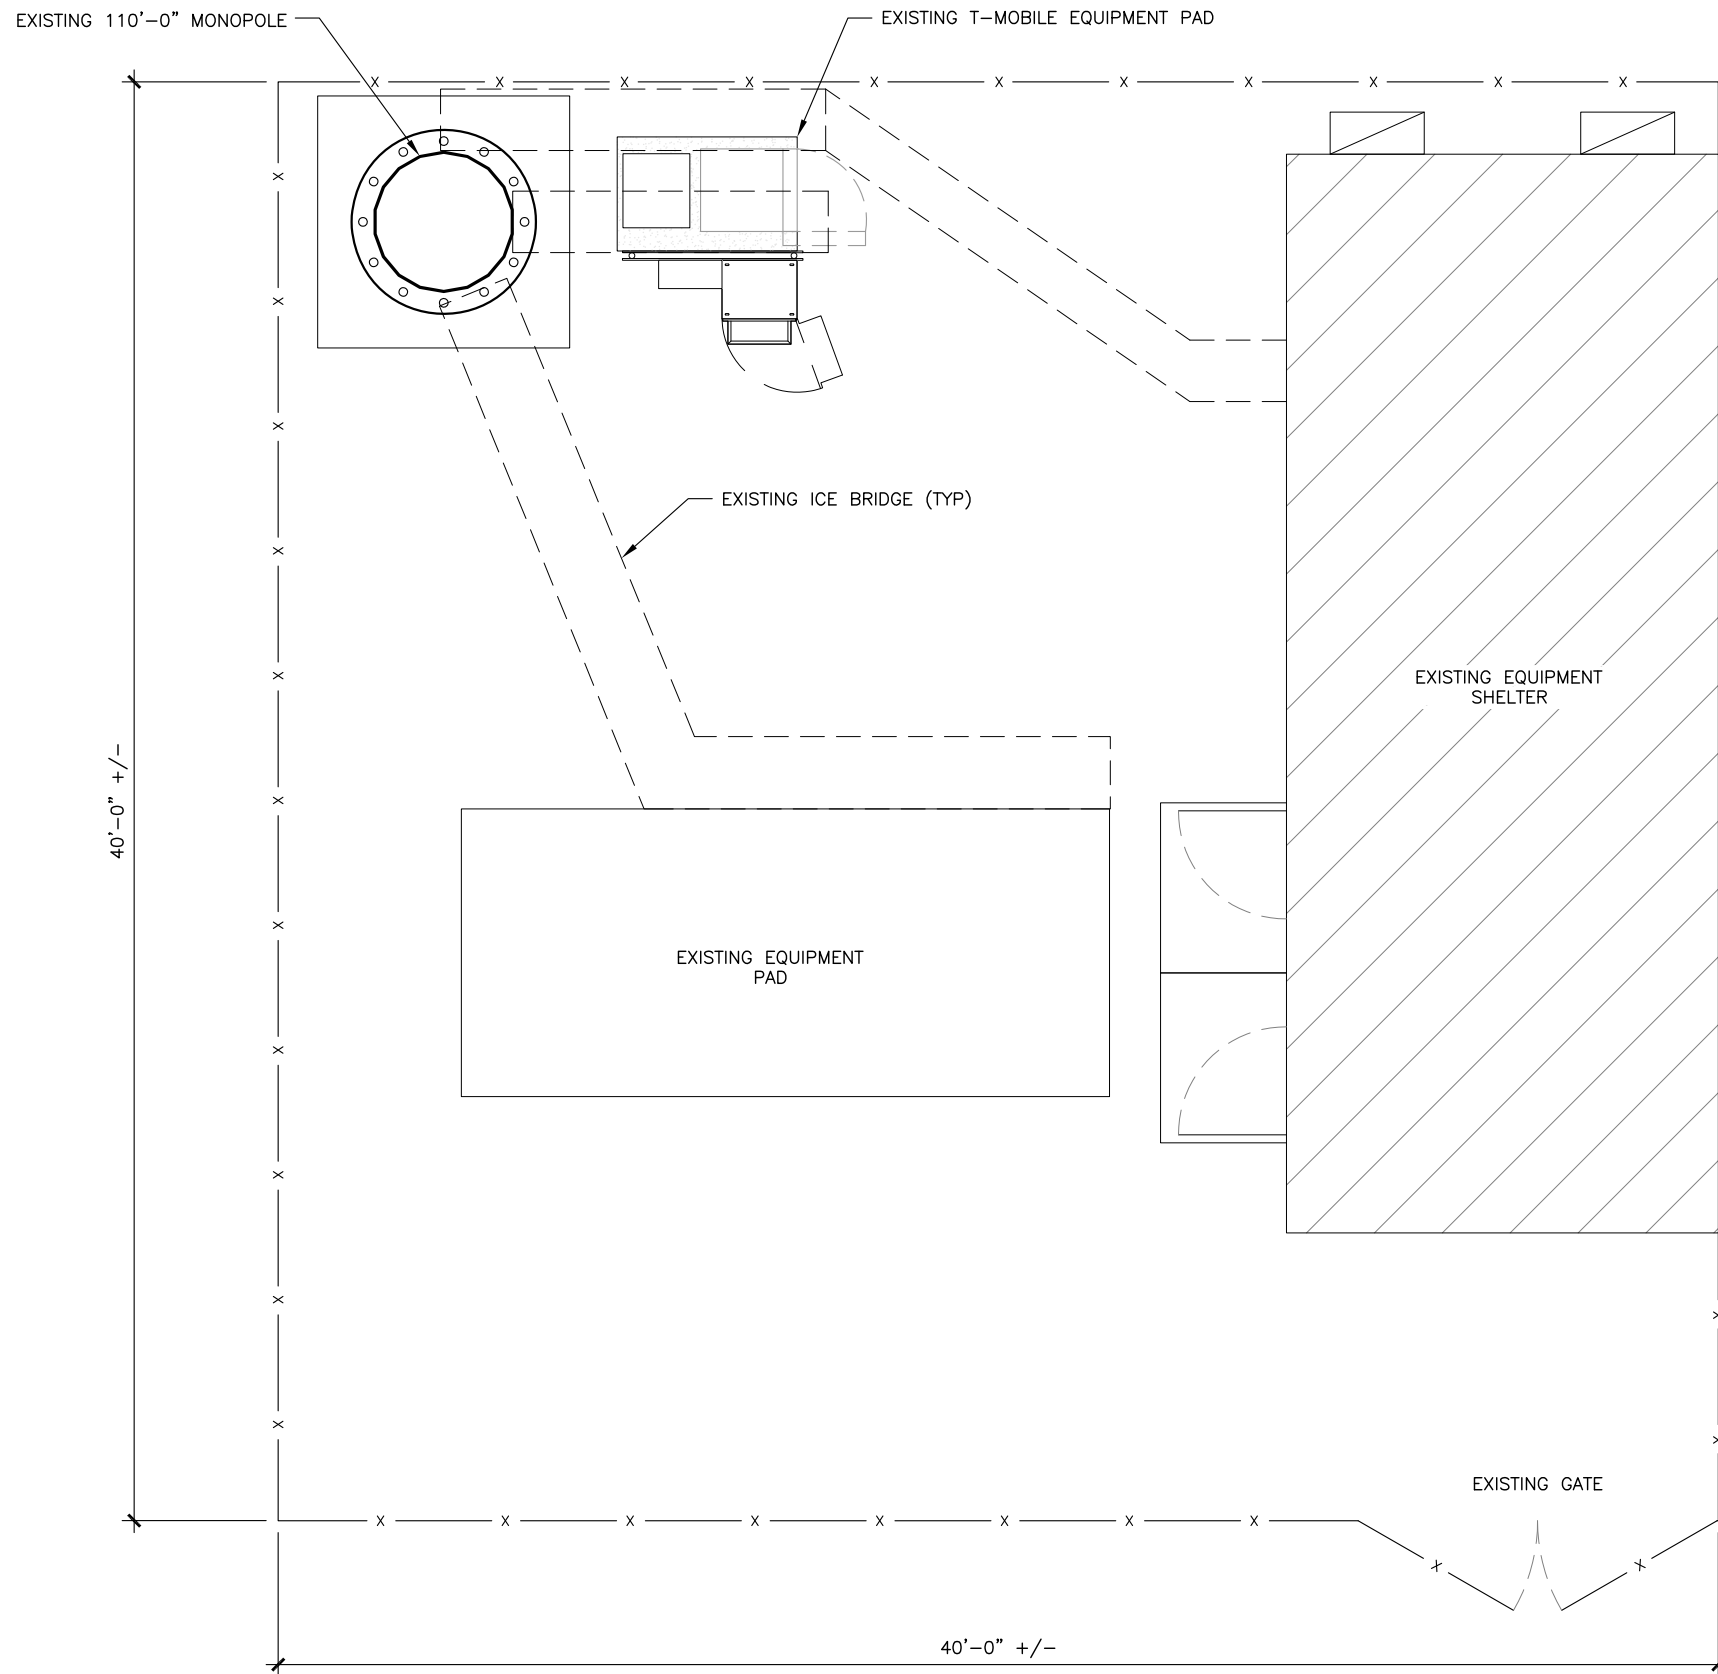 EXISTING 110'-0" MONOPOLE
EXISTING T-MOBILE EQUIPMENT PAD
EXISTING ICE BRIDGE (TYP)
EXISTING EQUIPMENT
SHELTER
40'-0" +/-
EXISTING EQUIPMENT
PAD
EXISTING GATE
40'-0" +/-